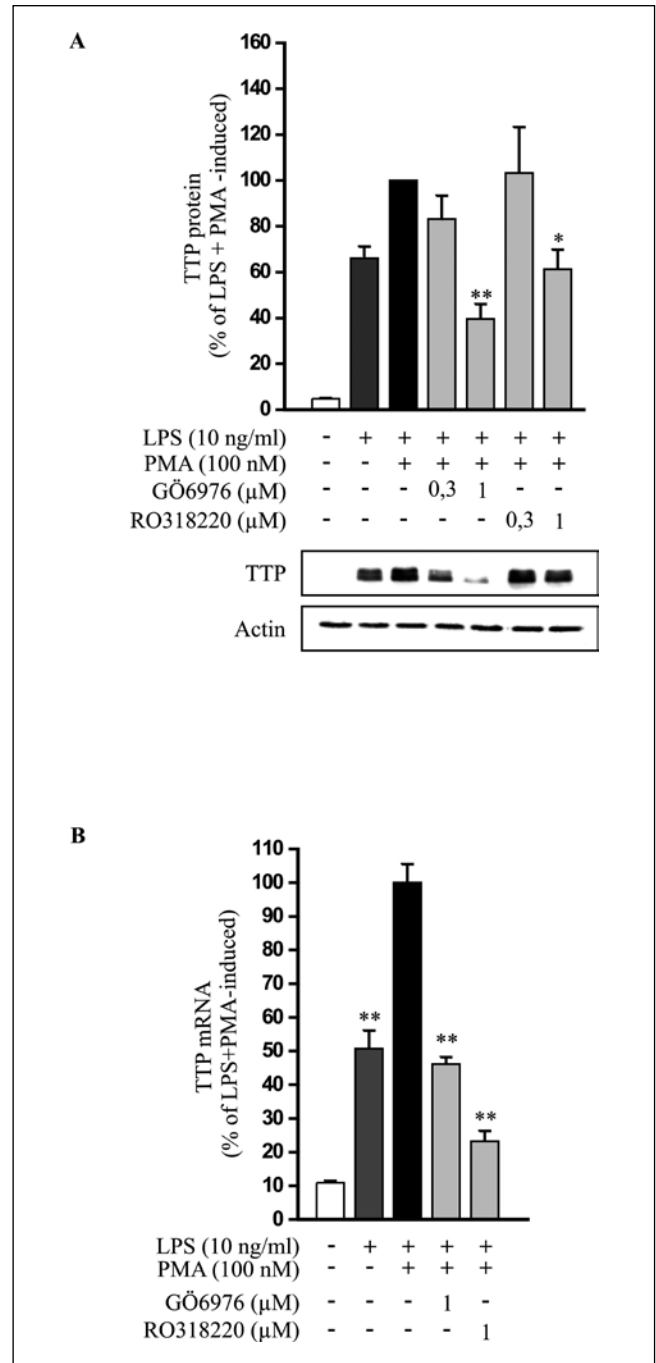 A
TTP protein
(% of LPS + PMA -induced)
160
140
120
100
80
60
40
20
0
**
*
LPS (10 ng/ml) - + + + + + +
PMA (100 nM) - - + + + + +
GÖ6976 (µM) - - - 0,3 1 - -
RO318220 (µM) - - - - - 0,3 1
TTP
Actin
B
TTP mRNA
(% of LPS+PMA-induced)
110
100
90
80
70
60
50
40
30
20
10
0
**
**
**
LPS (10 ng/ml) - + + + +
PMA (100 nM) - - + + +
GÖ6976 (µM) - - - 1 -
RO318220 (µM) - - - - 1